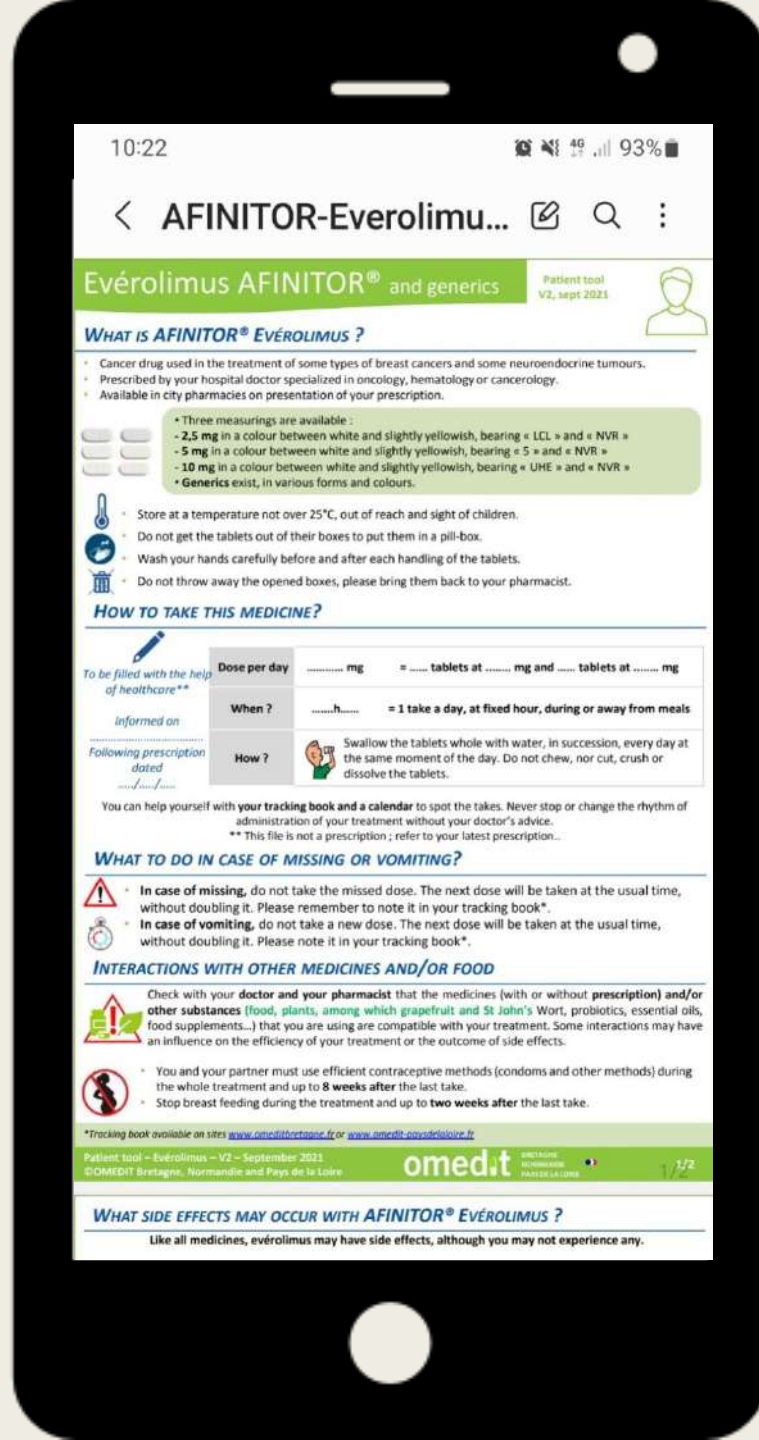 10:22
4G
93%
AFINITOR-Everolimu...
Evérolimus AFINITOR® and generics
Patient tool
V2, sept 2021
WHAT IS AFINITOR® EVÉROLIMUS ?
Cancer drug used in the treatment of some types of breast cancers and some neuroendocrine tumours.
Prescribed by your hospital doctor specialized in oncology, hematology or cancerology.
Available in city pharmacies on presentation of your prescription.
• Three measurings are available :
- 2,5 mg in a colour between white and slightly yellowish, bearing « LCL » and « NVR »
- 5 mg in a colour between white and slightly yellowish, bearing « 5 » and « NVR »
- 10 mg in a colour between white and slightly yellowish, bearing « UHE » and « NVR »
• Generics exist, in various forms and colours.
Store at a temperature not over 25°C, out of reach and sight of children.
Do not get the tablets out of their boxes to put them in a pill-box.
Wash your hands carefully before and after each handling of the tablets.
Do not throw away the opened boxes, please bring them back to your pharmacist.
HOW TO TAKE THIS MEDICINE?
To be filled with the help
of healthcare**
Informed on
..............................
Following prescription
dated
...../...../.....
Dose per day
............ mg = ...... tablets at ........ mg and ...... tablets at ........ mg
When ?
.......h...... = 1 take a day, at fixed hour, during or away from meals
How ?
Swallow the tablets whole with water, in succession, every day at
the same moment of the day. Do not chew, nor cut, crush or
dissolve the tablets.
You can help yourself with your tracking book and a calendar to spot the takes. Never stop or change the rhythm of
administration of your treatment without your doctor's advice.
** This file is not a prescription ; refer to your latest prescription..
WHAT TO DO IN CASE OF MISSING OR VOMITING?
In case of missing, do not take the missed dose. The next dose will be taken at the usual time,
without doubling it. Please remember to note it in your tracking book*.
In case of vomiting, do not take a new dose. The next dose will be taken at the usual time,
without doubling it. Please note it in your tracking book*.
INTERACTIONS WITH OTHER MEDICINES AND/OR FOOD
Check with your doctor and your pharmacist that the medicines (with or without prescription) and/or
other substances (food, plants, among which grapefruit and St John's Wort, probiotics, essential oils,
food supplements...) that you are using are compatible with your treatment. Some interactions may have
an influence on the efficiency of your treatment or the outcome of side effects.
You and your partner must use efficient contraceptive methods (condoms and other methods) during
the whole treatment and up to 8 weeks after the last take.
Stop breast feeding during the treatment and up to two weeks after the last take.
*Tracking book available on sites www.omeditbretagne.fr or www.omedit-paysdelaloire.fr
Patient tool – Evérolimus – V2 – September 2021
©OMEDIT Bretagne, Normandie and Pays de la Loire
omedit
BRETAGNE
NORMANDIE
PAYS DE LA LOIRE
1/2
1/2
WHAT SIDE EFFECTS MAY OCCUR WITH AFINITOR® EVÉROLIMUS ?
Like all medicines, evérolimus may have side effects, although you may not experience any.